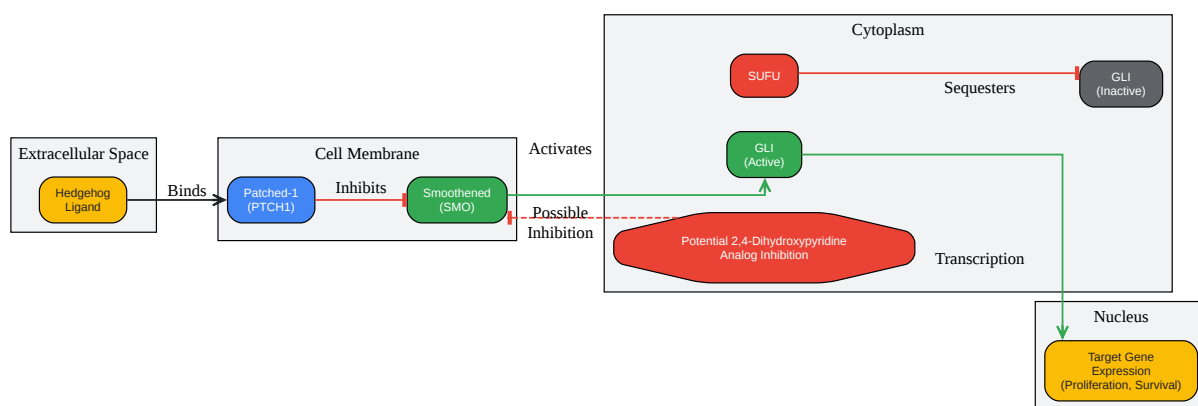 Cytoplasm
SUFU
Sequesters
GLI
(Inactive)
Extracellular Space
Hedgehog
Ligand
Binds
Cell Membrane
Patched-1
(PTCH1)
Inhibits
Smoothened
(SMO)
Activates
GLI
(Active)
Possible
Inhibition
Potential 2,4-Dihydroxypyridine
Analog Inhibition
Transcription
Nucleus
Target Gene
Expression
(Proliferation, Survival)